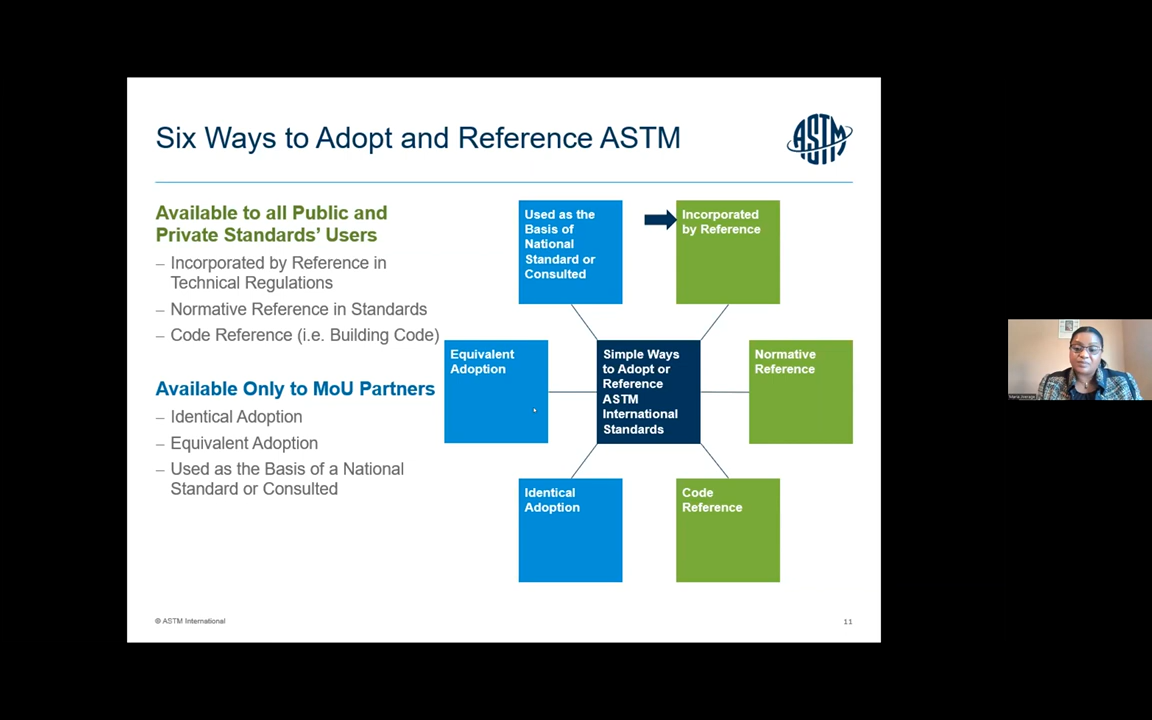 Six Ways to Adopt and Reference ASTM
ASTM
Available to all Public and
Private Standards' Users
– Incorporated by Reference in
Technical Regulations
– Normative Reference in Standards
– Code Reference (i.e. Building Code)
Available Only to MoU Partners
– Identical Adoption
– Equivalent Adoption
– Used as the Basis of a National
Standard or Consulted
Used as the
Basis of
National
Standard or
Consulted
Incorporated
by Reference
Equivalent
Adoption
Simple Ways
to Adopt or
Reference
ASTM
International
Standards
Normative
Reference
Identical
Adoption
Code
Reference
© ASTM International
11